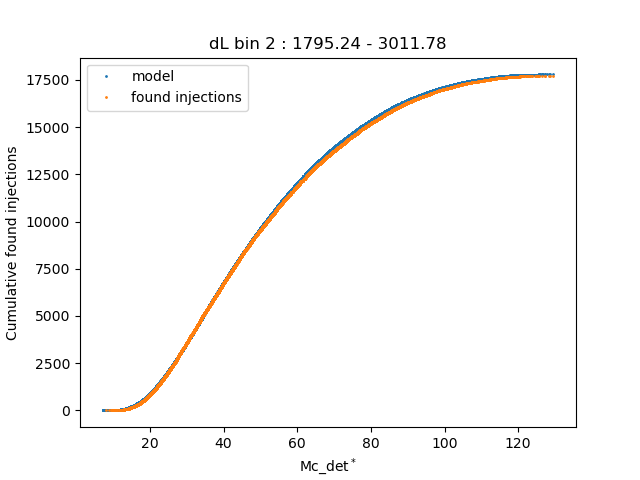 dL bin 2 : 1795.24 - 3011.78
model
found injections
17500
15000
12500
10000
7500
5000
2500
0
Cumulative found injections
20 40 60 80 100 120
Mc_det*